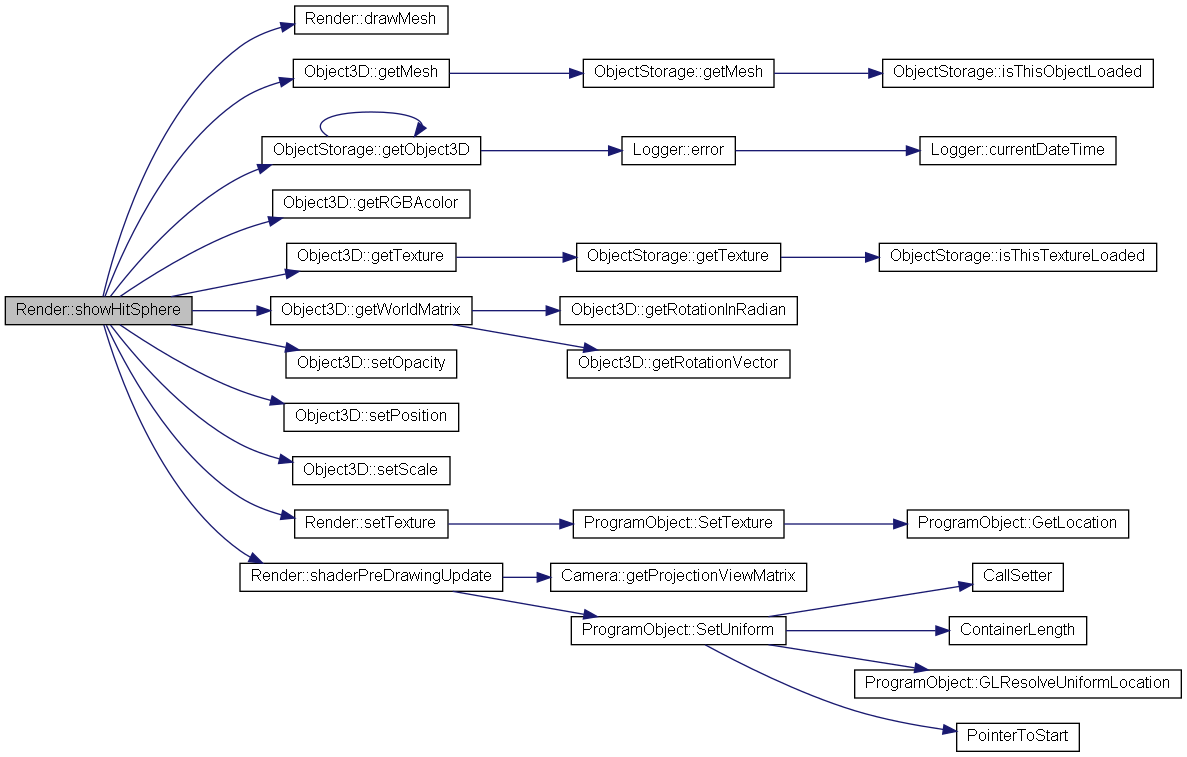 Render::drawMesh
Object3D::getMesh
ObjectStorage::getMesh
ObjectStorage::isThisObjectLoaded
ObjectStorage::getObject3D
Logger::error
Logger::currentDateTime
Object3D::getRGBAcolor
Object3D::getTexture
ObjectStorage::getTexture
ObjectStorage::isThisTextureLoaded
Render::showHitSphere
Object3D::getWorldMatrix
Object3D::getRotationInRadian
Object3D::setOpacity
Object3D::getRotationVector
Object3D::setPosition
Object3D::setScale
Render::setTexture
ProgramObject::SetTexture
ProgramObject::GetLocation
Render::shaderPreDrawingUpdate
Camera::getProjectionViewMatrix
CallSetter
ProgramObject::SetUniform
ContainerLength
ProgramObject::GLResolveUniformLocation
PointerToStart